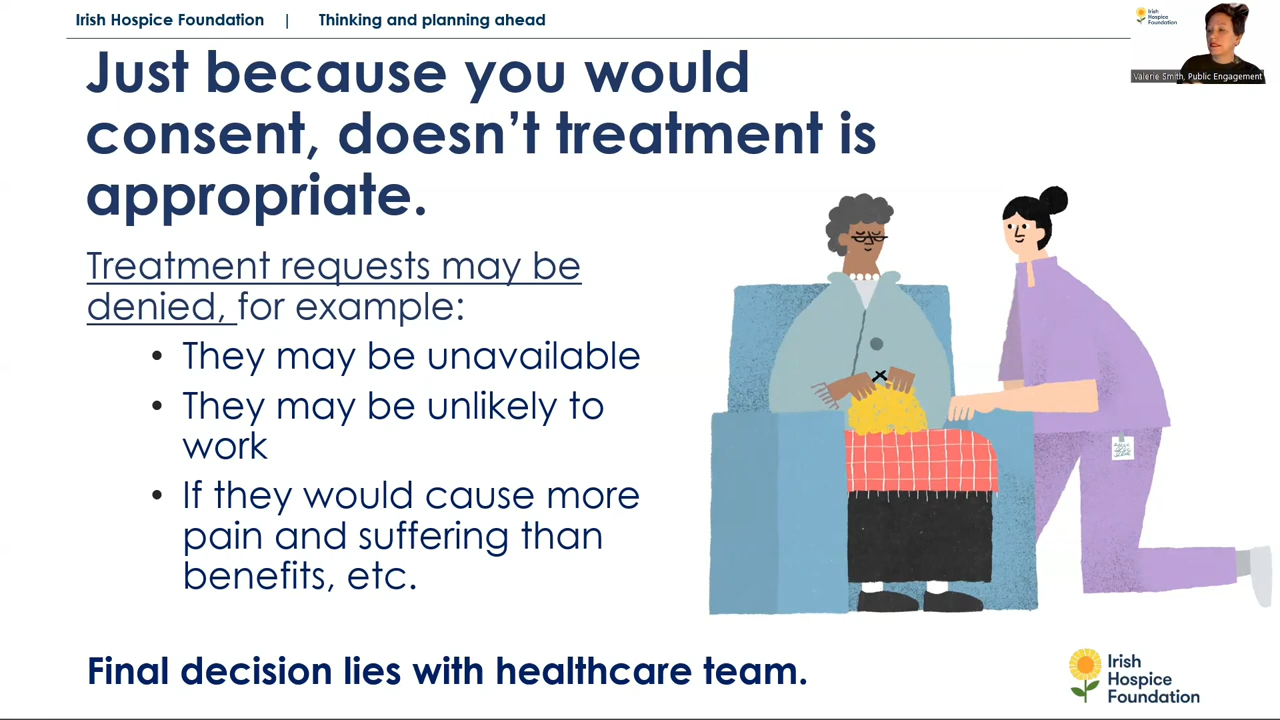 Irish Hospice Foundation | Thinking and planning ahead
Irish
Hospice
Foundation
Valerie Smith, Public Engagement
Just because you would
consent, doesn’t treatment is
appropriate.
Treatment requests may be
denied, for example:
• They may be unavailable
• They may be unlikely to
work
• If they would cause more
pain and suffering than
benefits, etc.
Final decision lies with healthcare team.
Irish
Hospice
Foundation